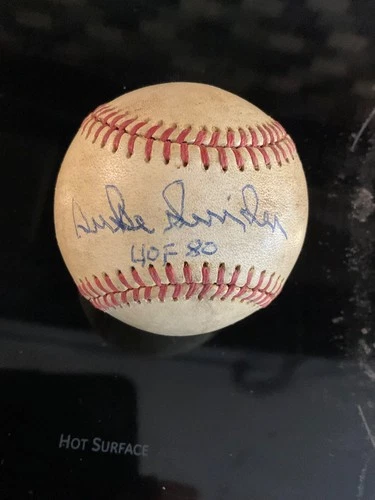 Duke Snider
HOF 80
HOT SURFACE